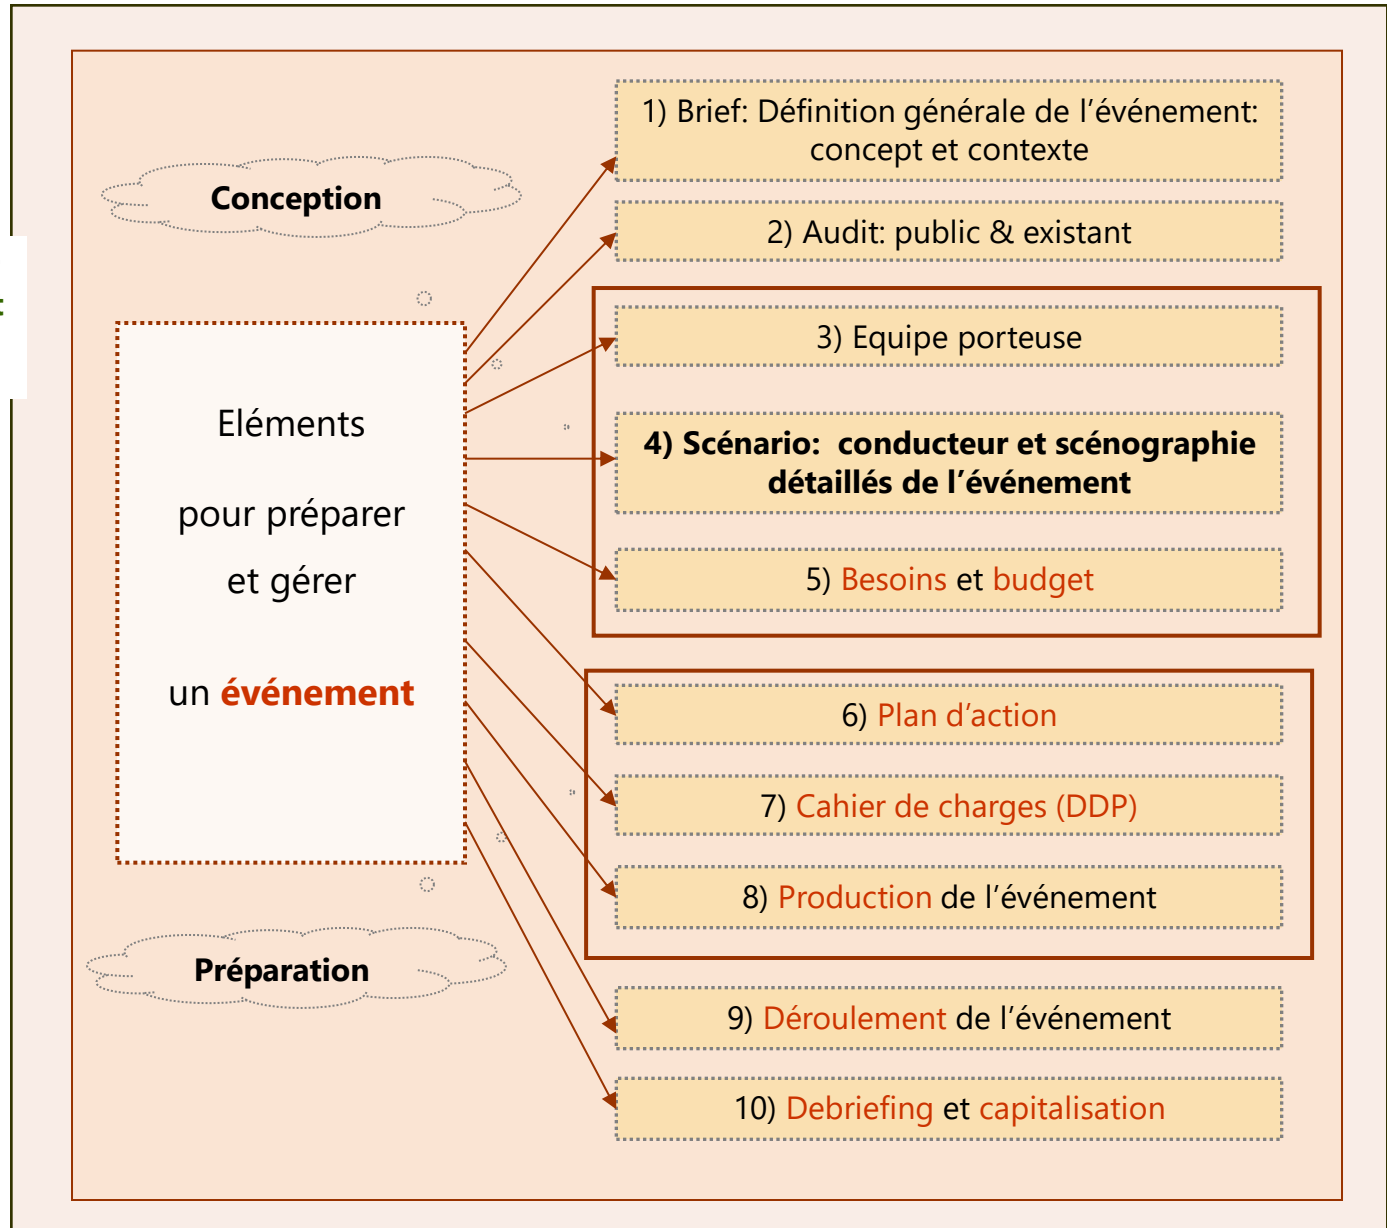 Conception
Eléments
pour préparer
et gérer
un événement
Préparation
1) Brief: Définition générale de l’événement:
concept et contexte
2) Audit: public & existant
3) Equipe porteuse
4) Scénario:  conducteur et scénographie
détaillés de l’événement
5) Besoins et budget
6) Plan d’action
7) Cahier de charges (DDP)
8) Production de l’événement
9) Déroulement de l’événement
10) Debriefing et capitalisation